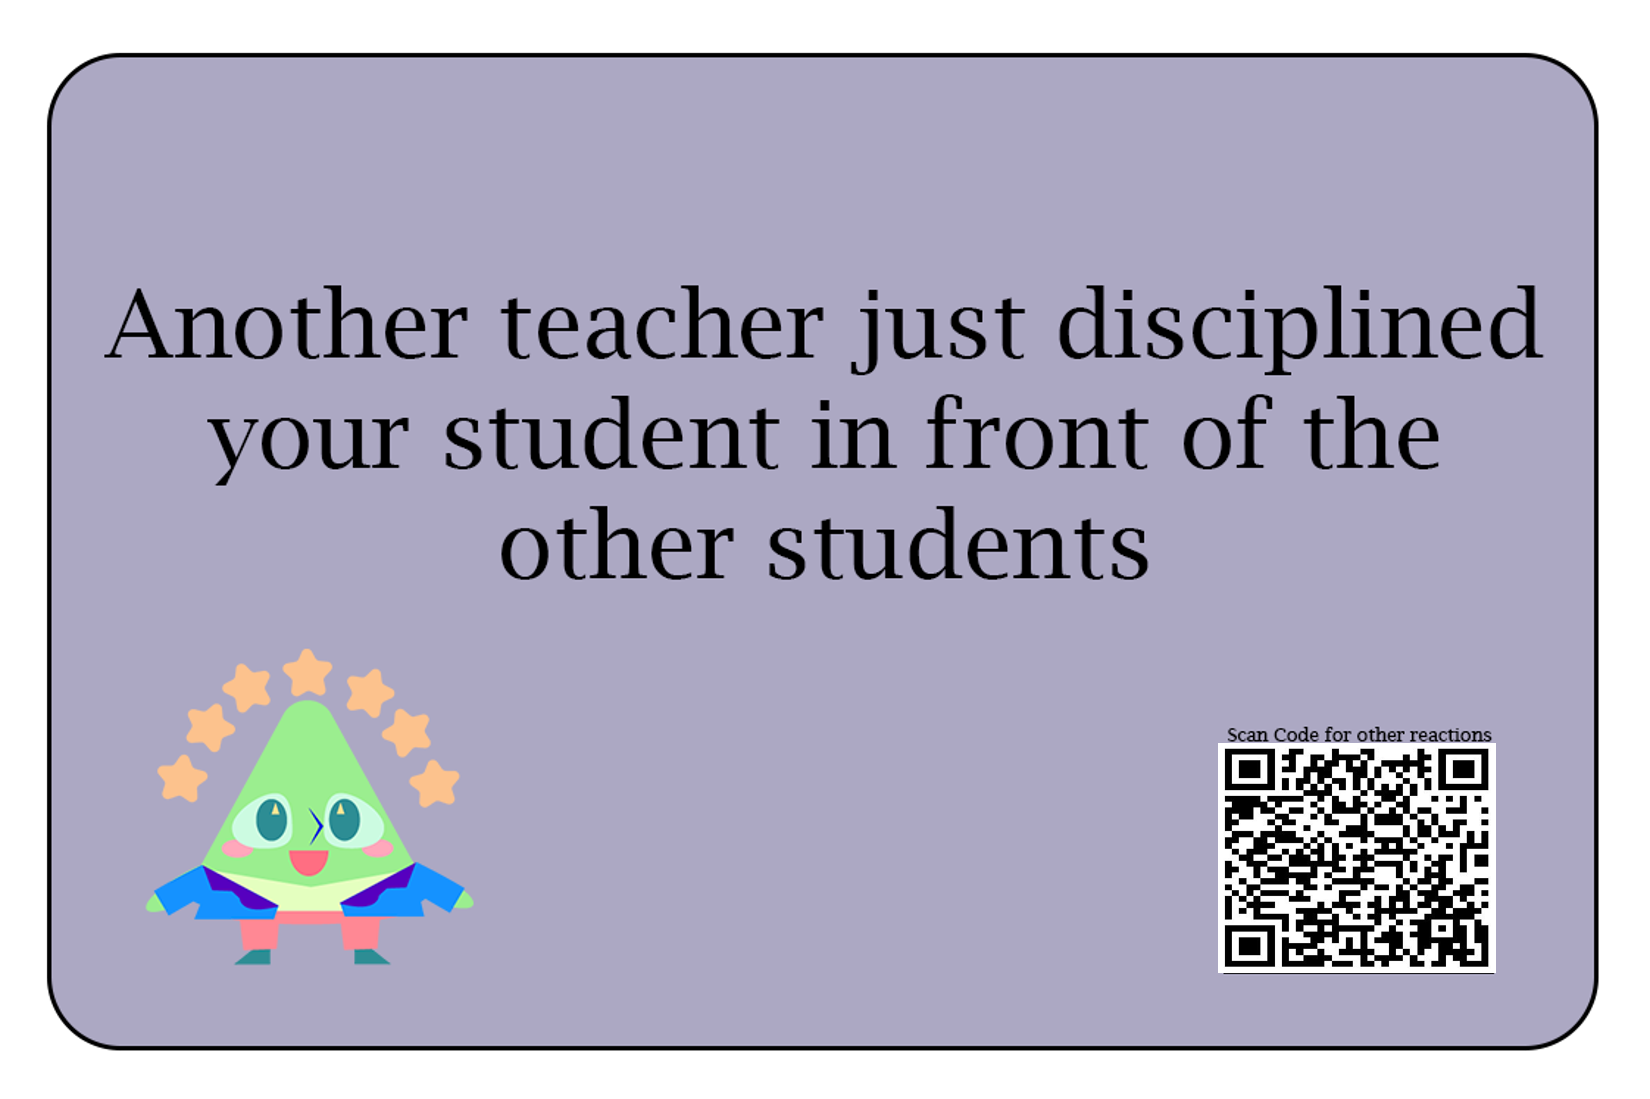 Another teacher just disciplined
your student in front of the
other students
Scan Code for other reactions